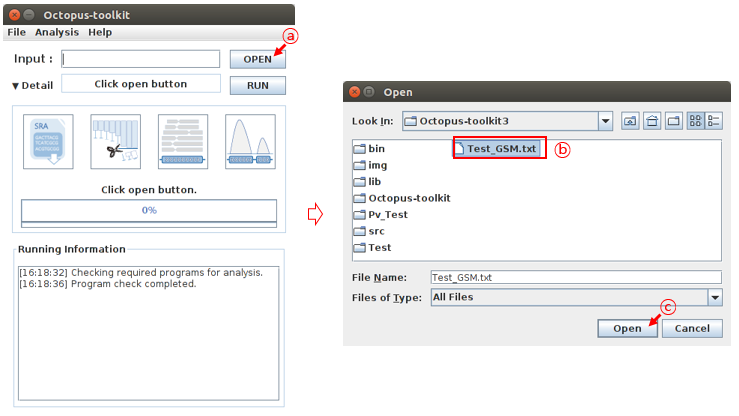 Octopus-toolkit
File Analysis Help
Input :
OPEN
ⓐ
▼ Detail
Click open button
RUN
SRA
Click open button.
0%
Running Information
[16:18:32] Checking required programs for analysis.
[16:18:36] Program check completed.
Open
Look In:
Octopus-toolkit3
bin
img
lib
Octopus-toolkit
Pv_Test
src
Test
Test_GSM.txt
ⓑ
File Name:
Test_GSM.txt
Files of Type:
All Files
ⓒ
Open
Cancel